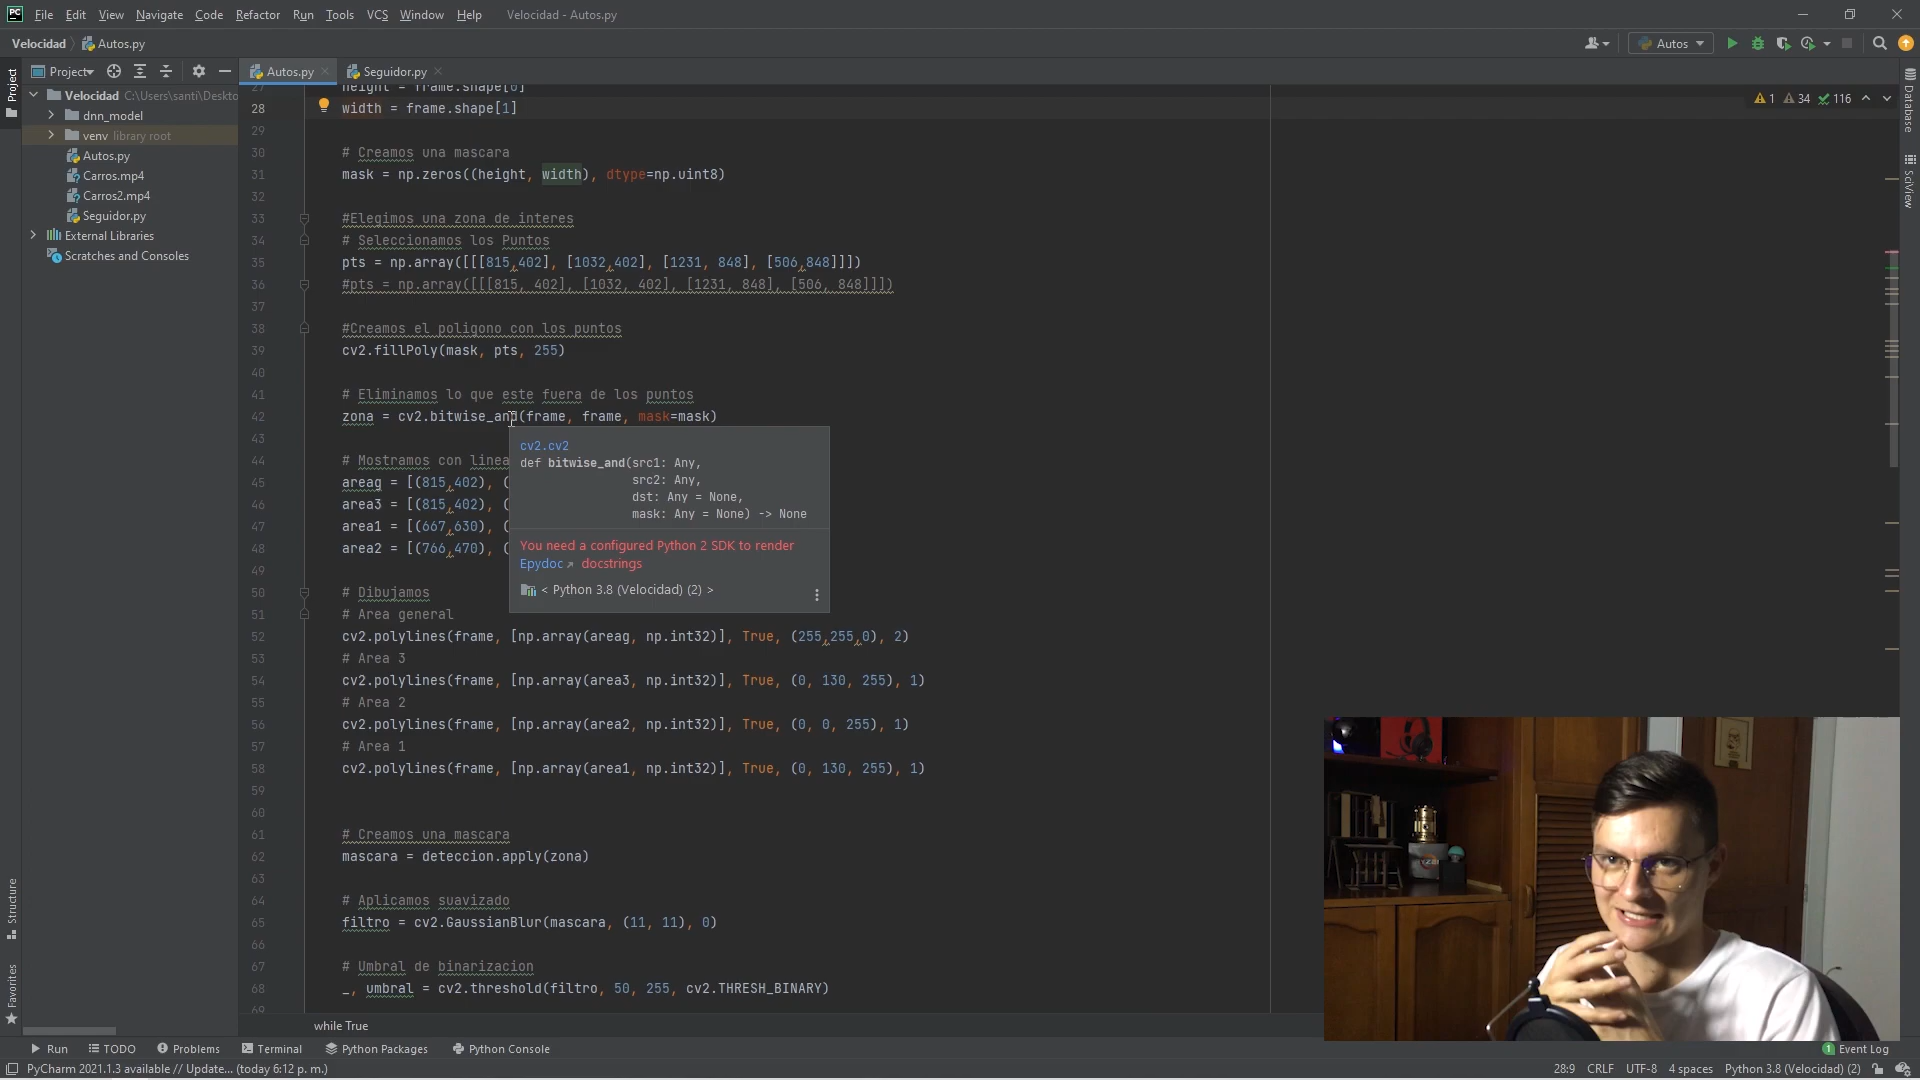 PC File Edit View Navigate Code Refactor Run Tools VCS Window Help Velocidad - Autos.py
Velocidad Autos.py Autos
Project Autos.py Seguidor.py
Project
Velocidad C:\Users\santi\Deskto
dnn_model
venv library root
Autos.py
Carros.mp4
Carros2.mp4
Seguidor.py
External Libraries
Scratches and Consoles
1 34 116
27 height = frame.shape[0]
28 width = frame.shape[1]
29
30 # Creamos una mascara
31 mask = np.zeros((height, width), dtype=np.uint8)
32
33 #Elegimos una zona de interes
34 # Seleccionamos los Puntos
35 pts = np.array([[[815,402], [1032,402], [1231, 848], [506,848]]])
36 #pts = np.array([[[815, 402], [1032, 402], [1231, 848], [506, 848]]])
37
38 #Creamos el poligono con los puntos
39 cv2.fillPoly(mask, pts, 255)
40
41 # Eliminamos lo que este fuera de los puntos
42 zona = cv2.bitwise_and(frame, frame, mask=mask)
43
44 # Mostramos con linea
45 areag = [(815,402), (
46 area3 = [(815,402), (
47 area1 = [(667,630), (
48 area2 = [(766,470), (
49
cv2.cv2
def bitwise_and(src1: Any,
src2: Any,
dst: Any = None,
mask: Any = None) -> None
You need a configured Python 2 SDK to render
Epydoc docstrings
< Python 3.8 (Velocidad) (2) >
50 # Dibujamos
51 # Area general
52 cv2.polylines(frame, [np.array(areag, np.int32)], True, (255,255,0), 2)
53 # Area 3
54 cv2.polylines(frame, [np.array(area3, np.int32)], True, (0, 130, 255), 1)
55 # Area 2
56 cv2.polylines(frame, [np.array(area2, np.int32)], True, (0, 0, 255), 1)
57 # Area 1
58 cv2.polylines(frame, [np.array(area1, np.int32)], True, (0, 130, 255), 1)
59
60
61 # Creamos una mascara
62 mascara = deteccion.apply(zona)
63
64 # Aplicamos suavizado
65 filtro = cv2.GaussianBlur(mascara, (11, 11), 0)
66
67 # Umbral de binarizacion
68 _, umbral = cv2.threshold(filtro, 50, 255, cv2.THRESH_BINARY)
69
while True
Database
SciView
Structure
Favorites
Run TODO Problems Terminal Python Packages Python Console 1 Event Log
PyCharm 2021.1.3 available // Update... (today 6:12 p. m.) 28:9 CRLF UTF-8 4 spaces Python 3.8 (Velocidad) (2)